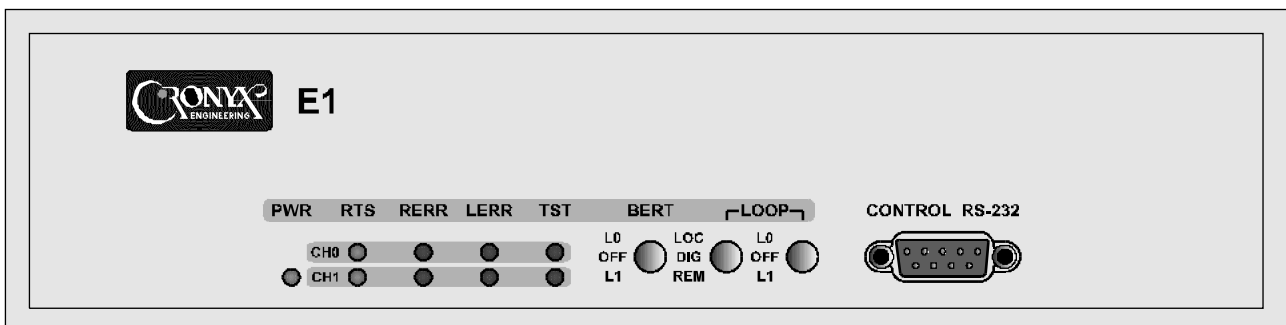 CRONYX
ENGINEERING
E1
PWR RTS RERR LERR TST BERT LOOP CONTROL RS-232
CH0 L0 LOC L0
OFF DIG OFF
CH1 L1 REM L1